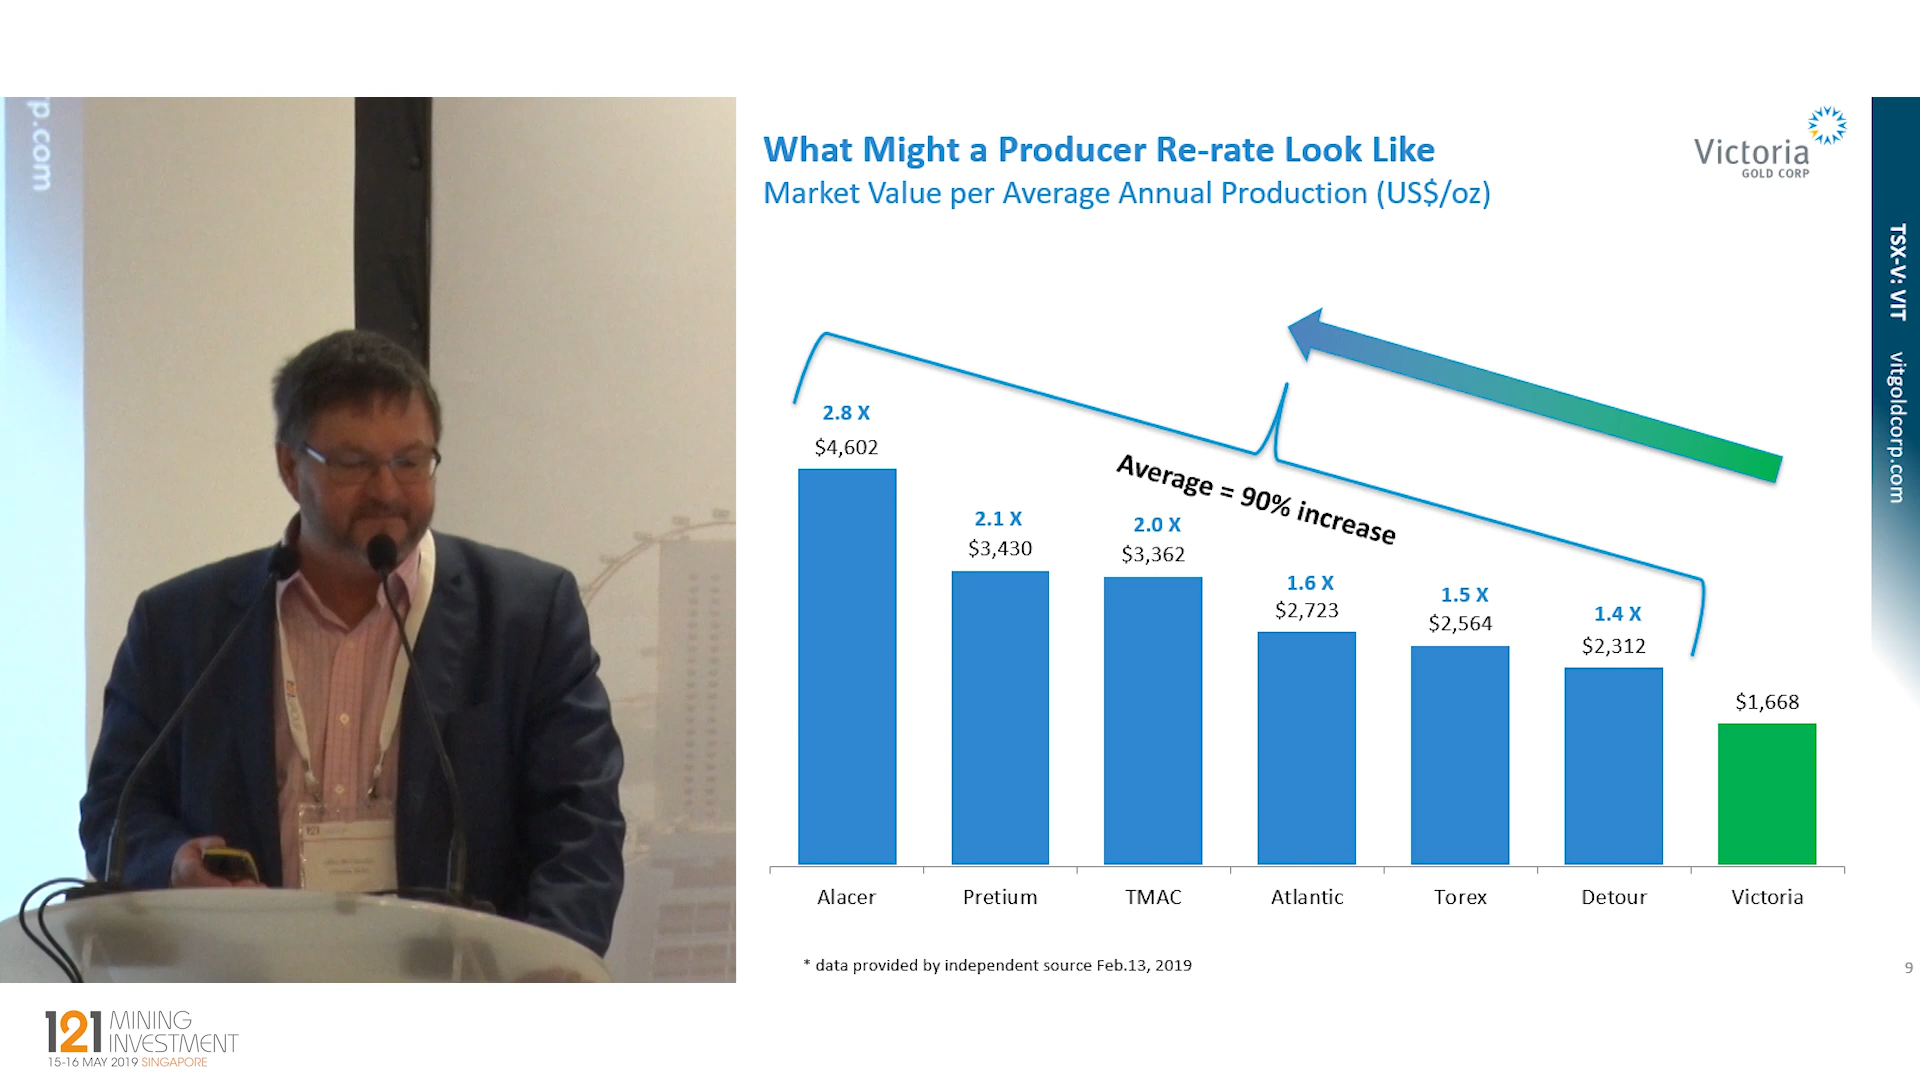 p.com
What Might a Producer Re-rate Look Like
Market Value per Average Annual Production (US$/oz)
Victoria
GOLD CORP
TSX-V: VIT vitgoldcorp.com
Average = 90% increase
2.8 X
$4,602
2.1 X
$3,430
2.0 X
$3,362
1.6 X
$2,723
1.5 X
$2,564
1.4 X
$2,312
$1,668
Alacer Pretium TMAC Atlantic Torex Detour Victoria
* data provided by independent source Feb.13, 2019
9
121
121 MINING
INVESTMENT
15-16 MAY 2019 SINGAPORE